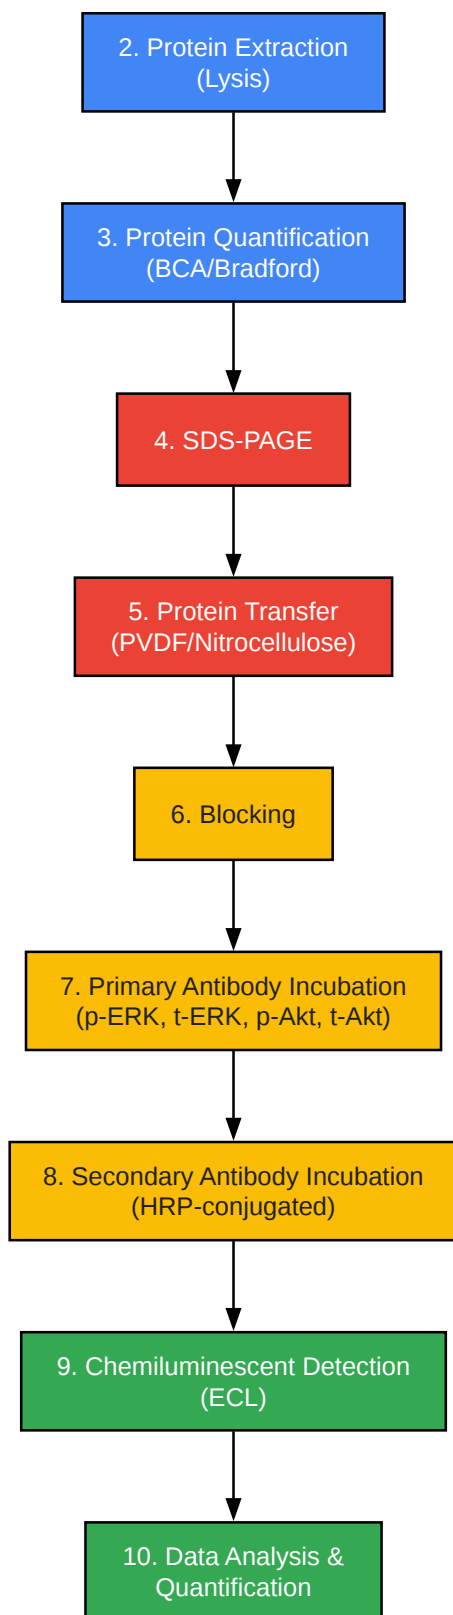 2. Protein Extraction
(Lysis)
3. Protein Quantification
(BCA/Bradford)
4. SDS-PAGE
5. Protein Transfer
(PVDF/Nitrocellulose)
6. Blocking
7. Primary Antibody Incubation
(p-ERK, t-ERK, p-Akt, t-Akt)
8. Secondary Antibody Incubation
(HRP-conjugated)
9. Chemiluminescent Detection
(ECL)
10. Data Analysis &
Quantification